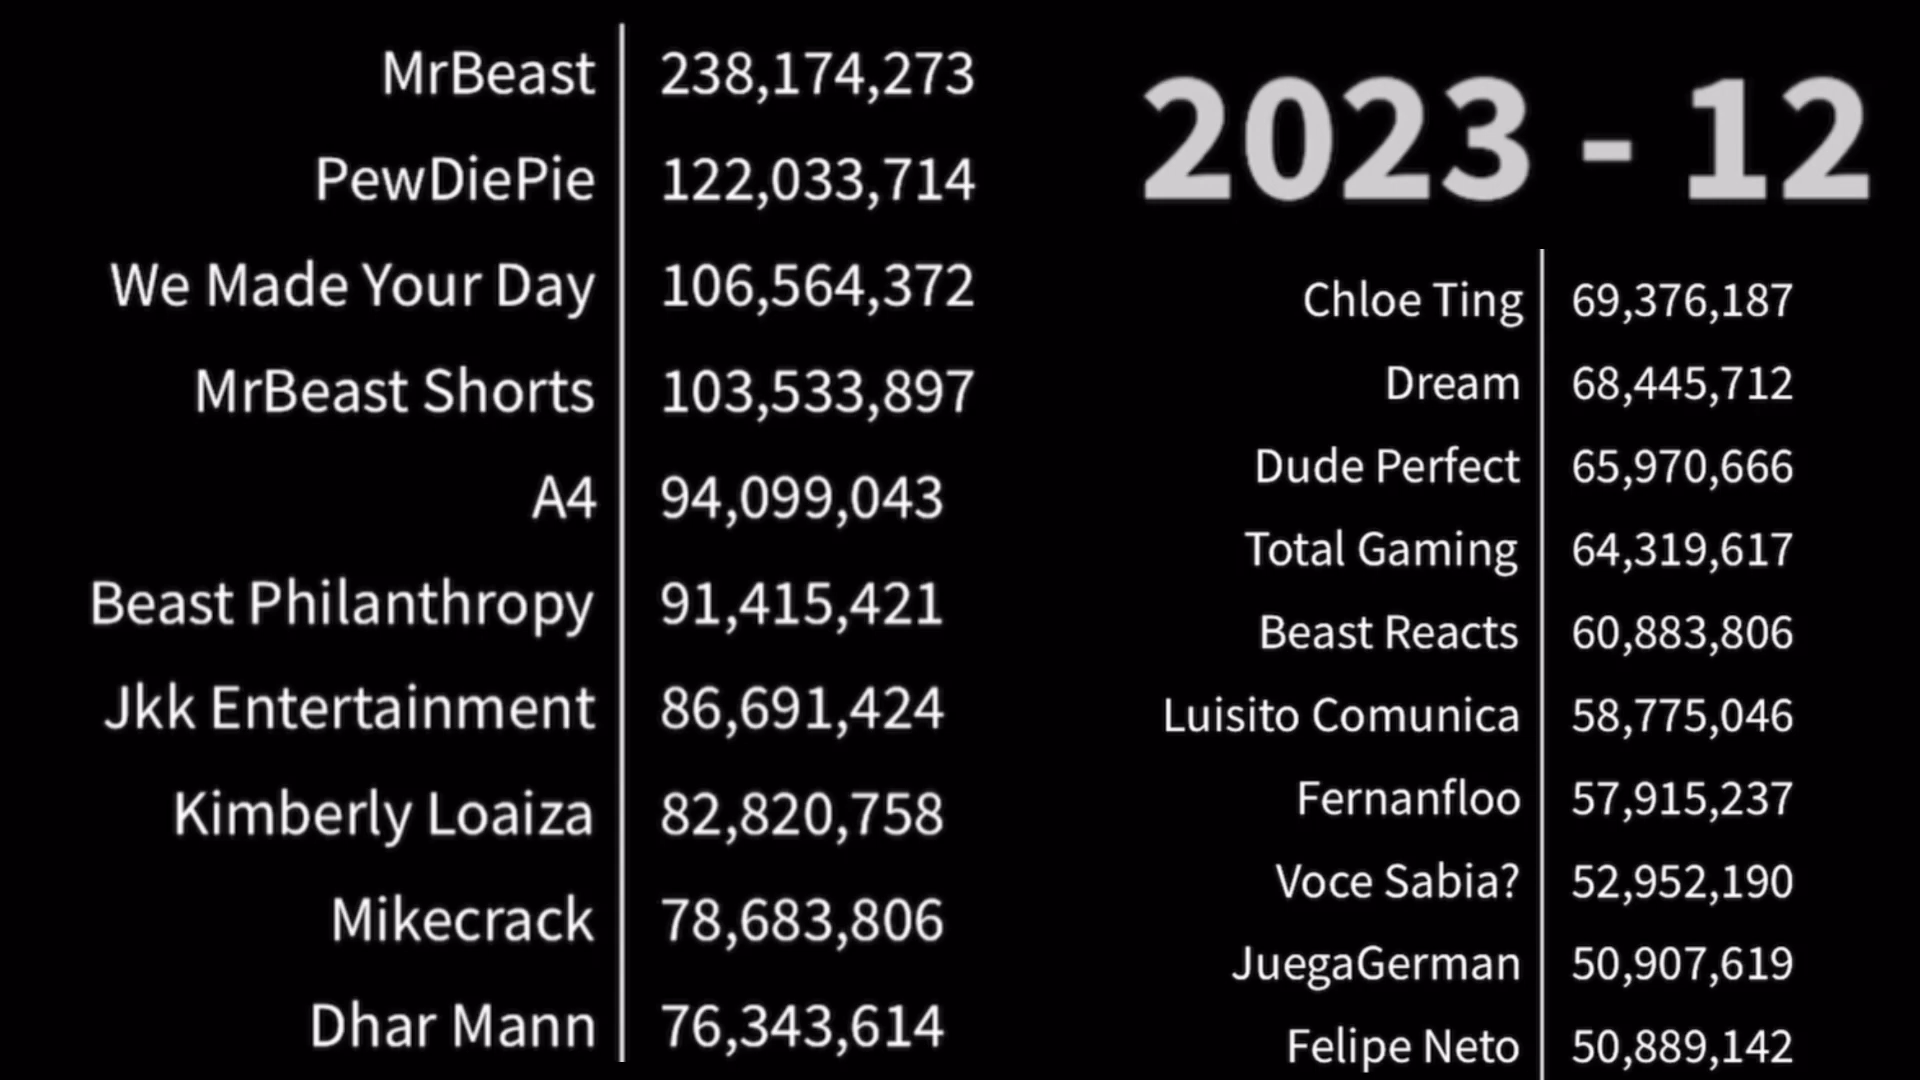 MrBeast 238,174,273
PewDiePie 122,033,714
We Made Your Day 106,564,372
MrBeast Shorts 103,533,897
A4 94,099,043
Beast Philanthropy 91,415,421
Jkk Entertainment 86,691,424
Kimberly Loaiza 82,820,758
Mikecrack 78,683,806
Dhar Mann 76,343,614
2023 - 12
Chloe Ting 69,376,187
Dream 68,445,712
Dude Perfect 65,970,666
Total Gaming 64,319,617
Beast Reacts 60,883,806
Luisito Comunica 58,775,046
Fernanfloo 57,915,237
Voce Sabia? 52,952,190
JuegaGerman 50,907,619
Felipe Neto 50,889,142